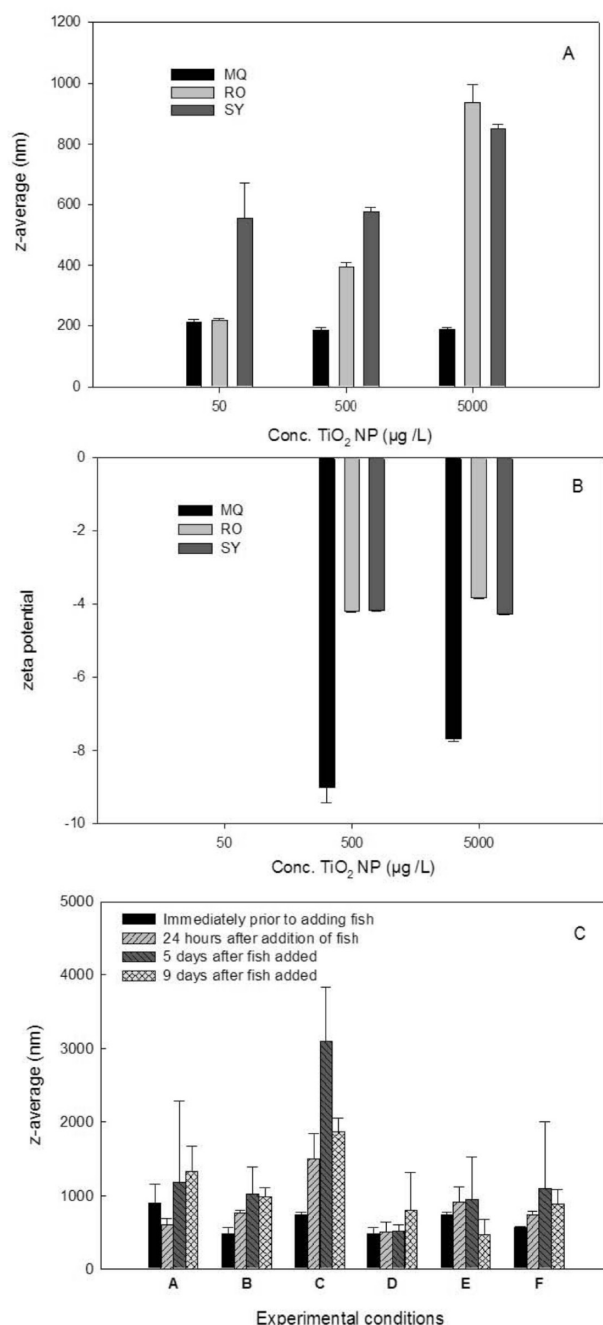 1200
A
MQ
RO
SY
1000
800
600
400
200
0
z-average (nm)
50 500 5000
Conc. TiO₂ NP (µg /L)
0
B
MQ
RO
SY
-2
-4
-6
-8
-10
zeta potential
50 500 5000
Conc. TiO₂ NP (µg /L)
5000
Immediately prior to adding fish
24 hours after addition of fish
5 days after fish added
9 days after fish added
C
4000
3000
2000
1000
0
z-average (nm)
A B C D E F
Experimental conditions